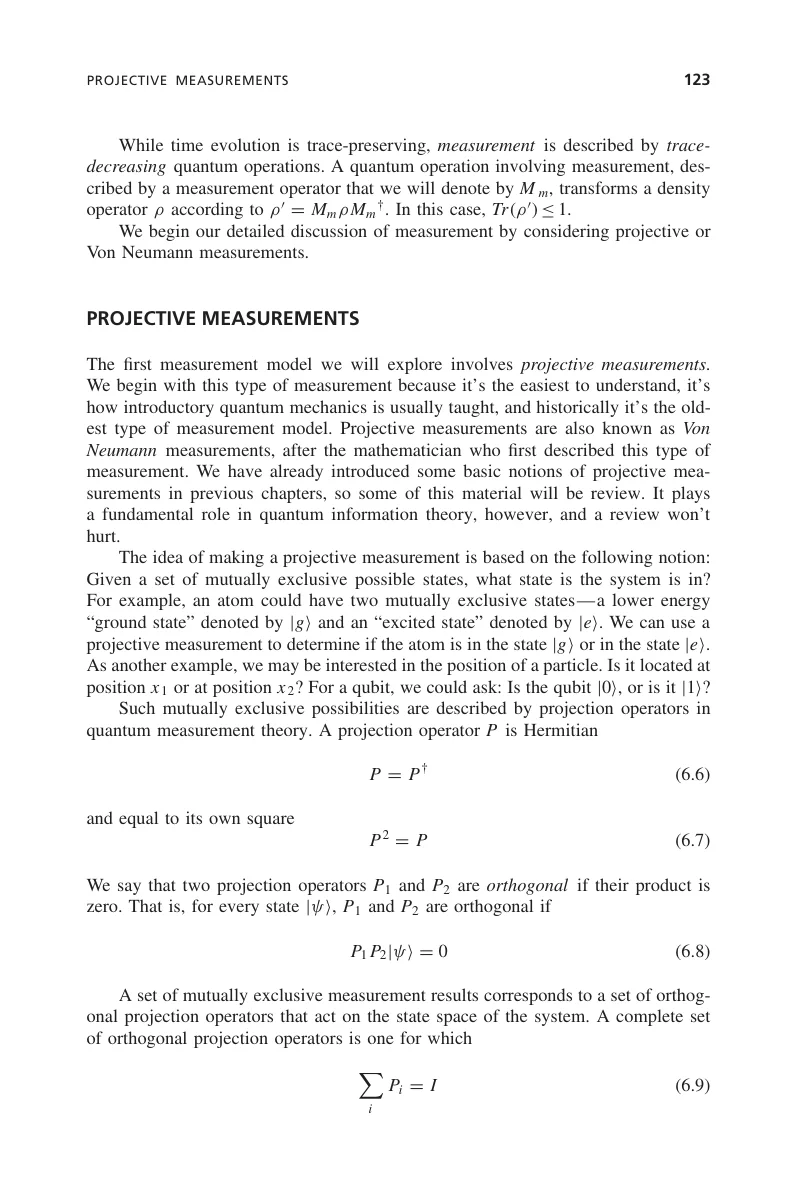 PROJECTIVE MEASUREMENTS 123
While time evolution is trace-preserving, measurement is described by trace-
decreasing quantum operations. A quantum operation involving measurement, des-
cribed by a measurement operator that we will denote by Mₘ, transforms a density
operator ρ according to ρ′ = MₘρMₘ†. In this case, Tr(ρ′) ≤ 1.
We begin our detailed discussion of measurement by considering projective or
Von Neumann measurements.
PROJECTIVE MEASUREMENTS
The first measurement model we will explore involves projective measurements.
We begin with this type of measurement because it’s the easiest to understand, it’s
how introductory quantum mechanics is usually taught, and historically it’s the old-
est type of measurement model. Projective measurements are also known as Von
Neumann measurements, after the mathematician who first described this type of
measurement. We have already introduced some basic notions of projective mea-
surements in previous chapters, so some of this material will be review. It plays
a fundamental role in quantum information theory, however, and a review won’t
hurt.
The idea of making a projective measurement is based on the following notion:
Given a set of mutually exclusive possible states, what state is the system is in?
For example, an atom could have two mutually exclusive states—a lower energy
“ground state” denoted by |g⟩ and an “excited state” denoted by |e⟩. We can use a
projective measurement to determine if the atom is in the state |g⟩ or in the state |e⟩.
As another example, we may be interested in the position of a particle. Is it located at
position x₁ or at position x₂? For a qubit, we could ask: Is the qubit |0⟩, or is it |1⟩?
Such mutually exclusive possibilities are described by projection operators in
quantum measurement theory. A projection operator P is Hermitian
P = P† (6.6)
and equal to its own square
P² = P (6.7)
We say that two projection operators P₁ and P₂ are orthogonal if their product is
zero. That is, for every state |ψ⟩, P₁ and P₂ are orthogonal if
P₁P₂|ψ⟩ = 0 (6.8)
A set of mutually exclusive measurement results corresponds to a set of orthog-
onal projection operators that act on the state space of the system. A complete set
of orthogonal projection operators is one for which
∑ Pᵢ = I (6.9)
i